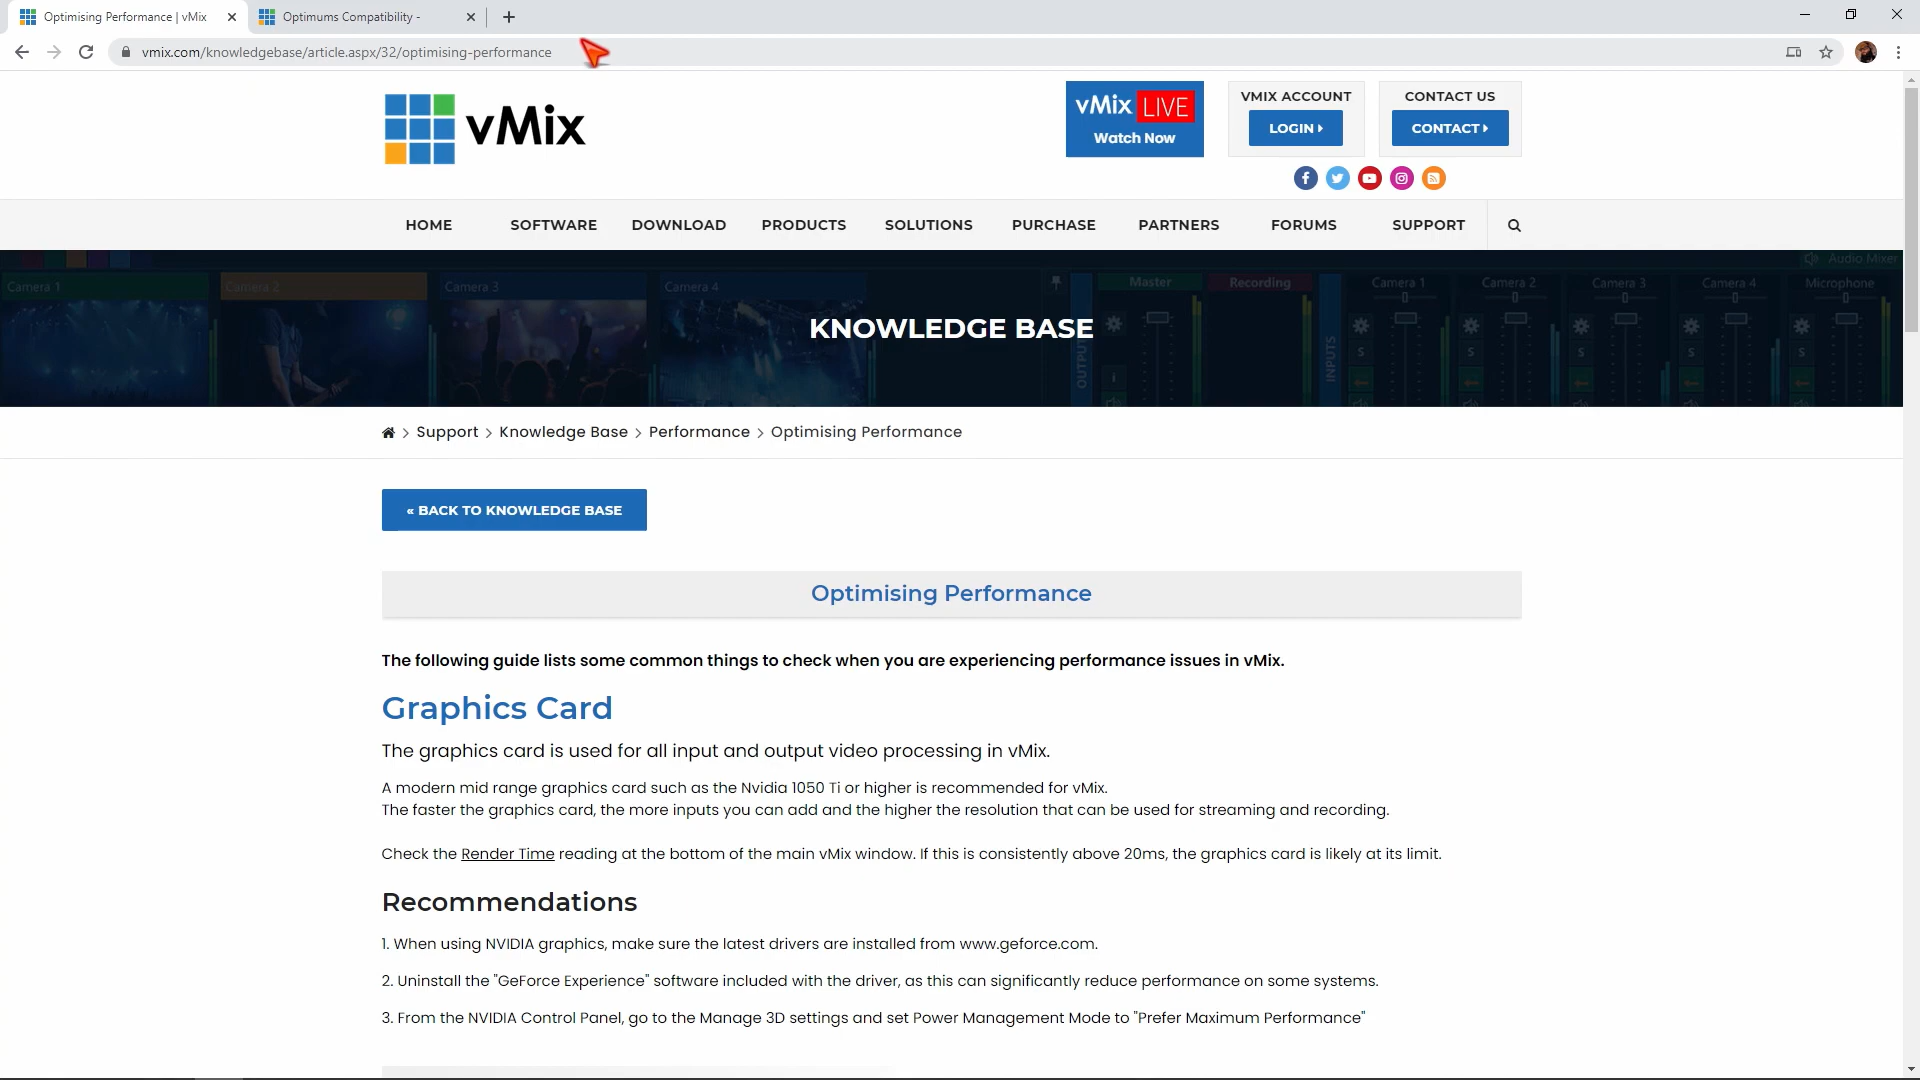 Optimising Performance | vMix
Optimums Compatibility -
vmix.com/knowledgebase/article.aspx/32/optimising-performance
vMix
vMix LIVE
Watch Now
VMIX ACCOUNT
LOGIN
CONTACT US
CONTACT
HOME SOFTWARE DOWNLOAD PRODUCTS SOLUTIONS PURCHASE PARTNERS FORUMS SUPPORT
Audio Mixer
Camera 1 Camera 2 Camera 3 Camera 4 Master Recording Camera 1 Camera 2 Camera 3 Camera 4 Microphone
OUTPUT
INPUTS
S S S S S
KNOWLEDGE BASE
Support > Knowledge Base > Performance > Optimising Performance
« BACK TO KNOWLEDGE BASE
Optimising Performance
The following guide lists some common things to check when you are experiencing performance issues in vMix.
Graphics Card
The graphics card is used for all input and output video processing in vMix.
A modern mid range graphics card such as the Nvidia 1050 Ti or higher is recommended for vMix.
The faster the graphics card, the more inputs you can add and the higher the resolution that can be used for streaming and recording.
Check the Render Time reading at the bottom of the main vMix window. If this is consistently above 20ms, the graphics card is likely at its limit.
Recommendations
1. When using NVIDIA graphics, make sure the latest drivers are installed from www.geforce.com.
2. Uninstall the "GeForce Experience" software included with the driver, as this can significantly reduce performance on some systems.
3. From the NVIDIA Control Panel, go to the Manage 3D settings and set Power Management Mode to "Prefer Maximum Performance"